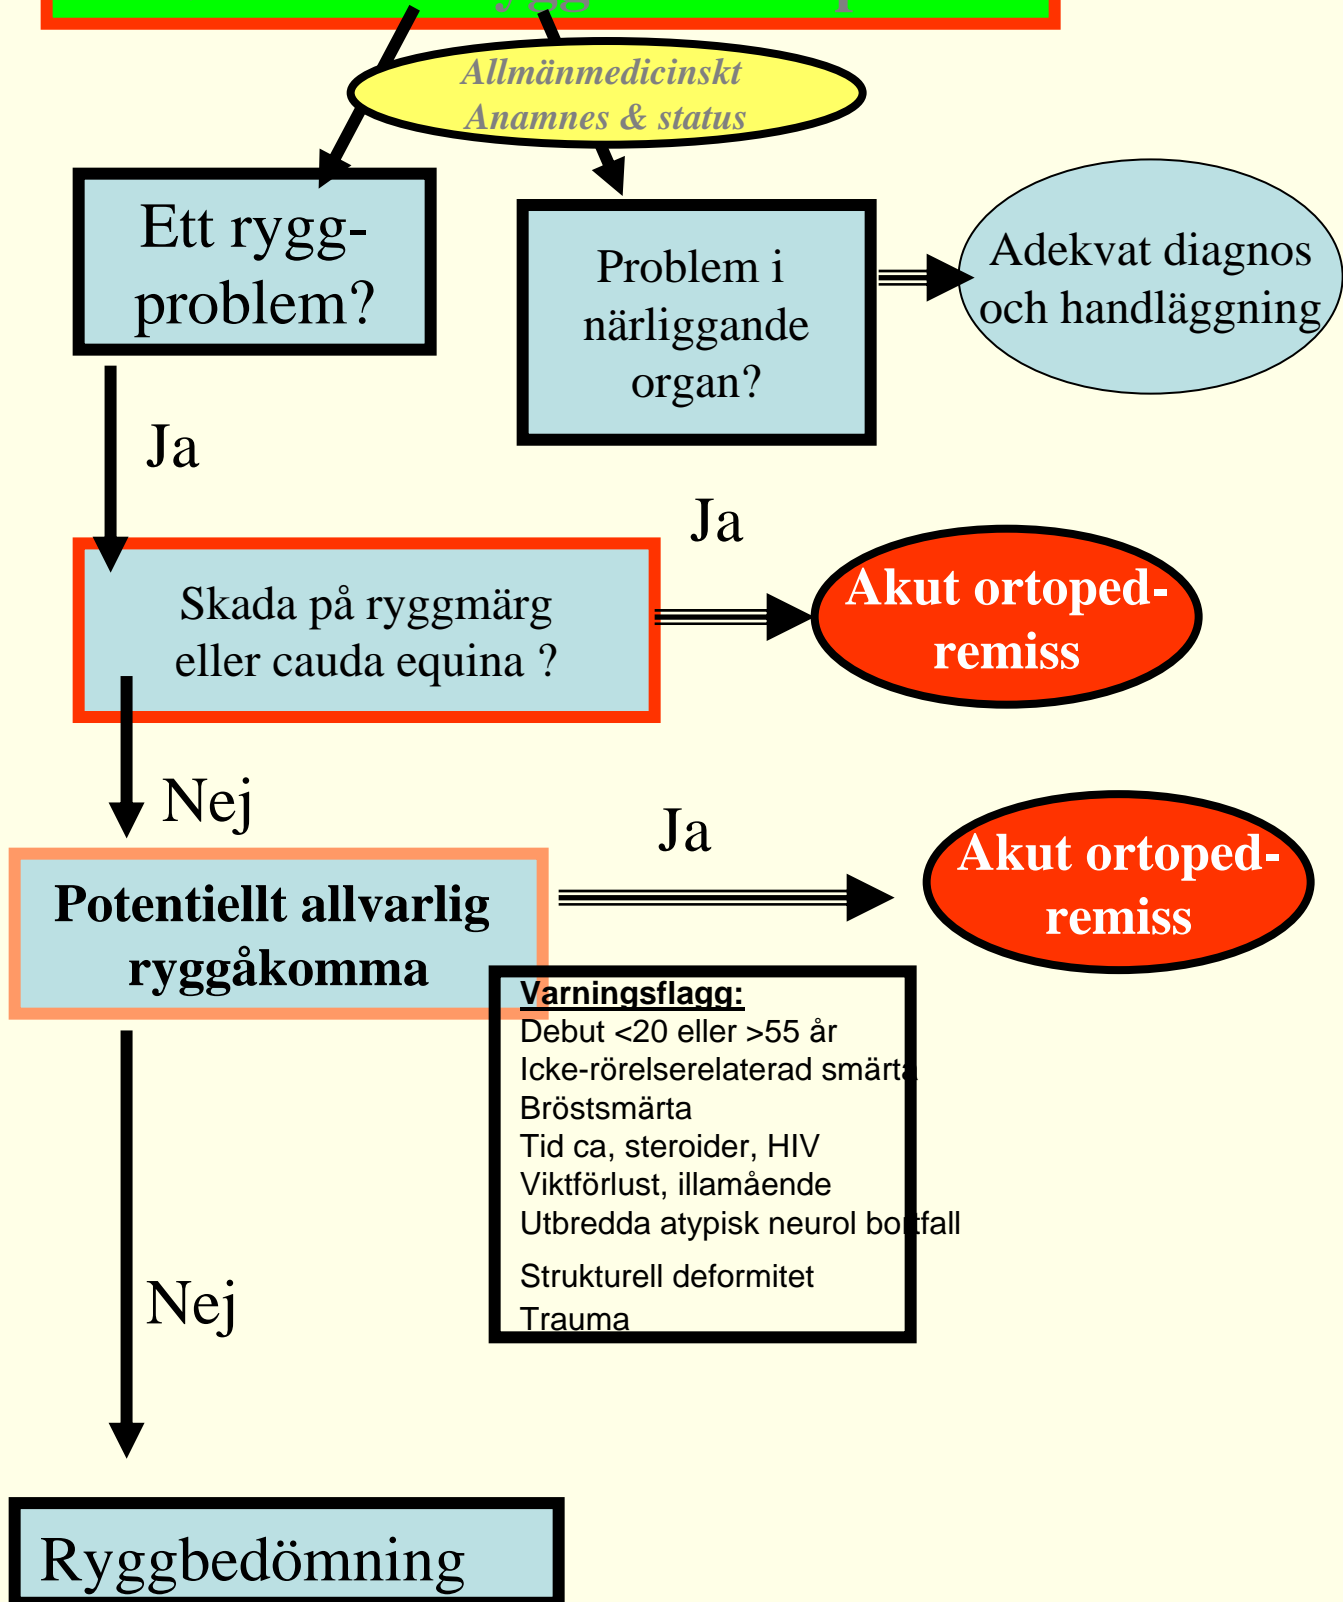 Allmänmedicinskt
Anamnes & status
Ett rygg-
problem?
Problem i
närliggande
organ?
Adekvat diagnos
och handläggning
Ja
Ja
Skada på ryggmärg
eller cauda equina ?
Akut ortoped-
remiss
Nej
Ja
Potentiellt allvarlig
ryggåkomma
Akut ortoped-
remiss
Varningsflagg:
Debut <20 eller >55 år
Icke-rörelserelaterad smärta
Bröstsmärta
Tid ca, steroider, HIV
Viktförlust, illamående
Utbredda atypisk neurol bortfall
Strukturell deformitet
Trauma
Nej
Ryggbedömning